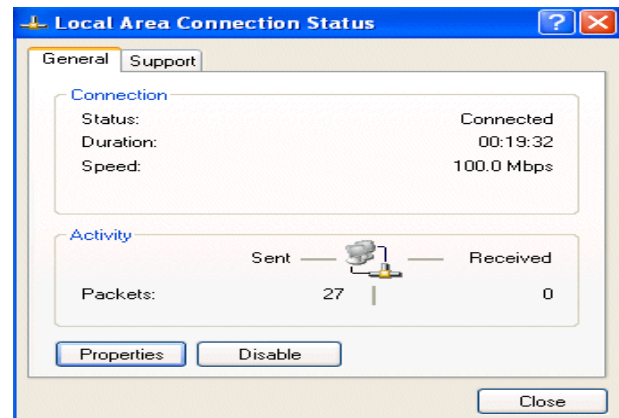 Local Area Connection Status
General Support
Connection
Status: Connected
Duration: 00:19:32
Speed: 100.0 Mbps
Activity
Sent Received
Packets: 27 0
Properties Disable
Close